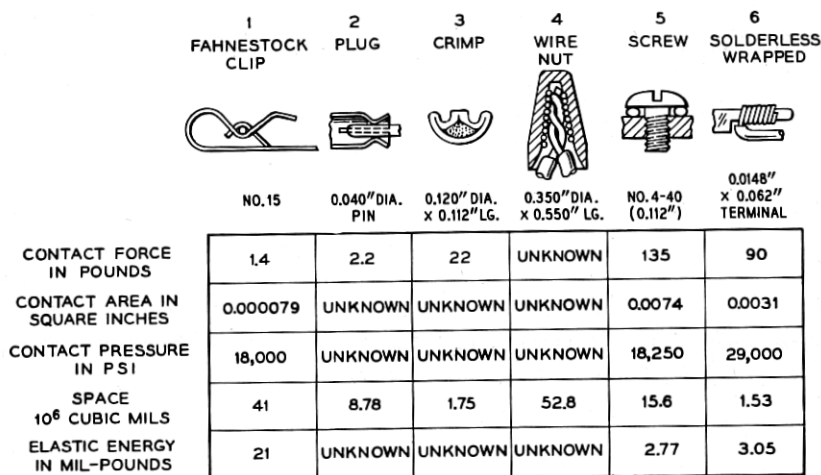 1 2 3 4 5 6
FAHNESTOCK CLIP PLUG CRIMP WIRE NUT SCREW SOLDERLESS WRAPPED
NO. 15 0.040" DIA. PIN 0.120" DIA. x 0.112" LG. 0.350" DIA. x 0.550" LG. NO. 4-40 (0.112") 0.0148" x 0.062" TERMINAL
CONTACT FORCE IN POUNDS 1.4 2.2 22 UNKNOWN 135 90
CONTACT AREA IN SQUARE INCHES 0.000079 UNKNOWN UNKNOWN UNKNOWN 0.0074 0.0031
CONTACT PRESSURE IN PSI 18,000 UNKNOWN UNKNOWN UNKNOWN 18,250 29,000
SPACE 10⁶ CUBIC MILS 41 8.78 1.75 52.8 15.6 1.53
ELASTIC ENERGY IN MIL-POUNDS 21 UNKNOWN UNKNOWN UNKNOWN 2.77 3.05